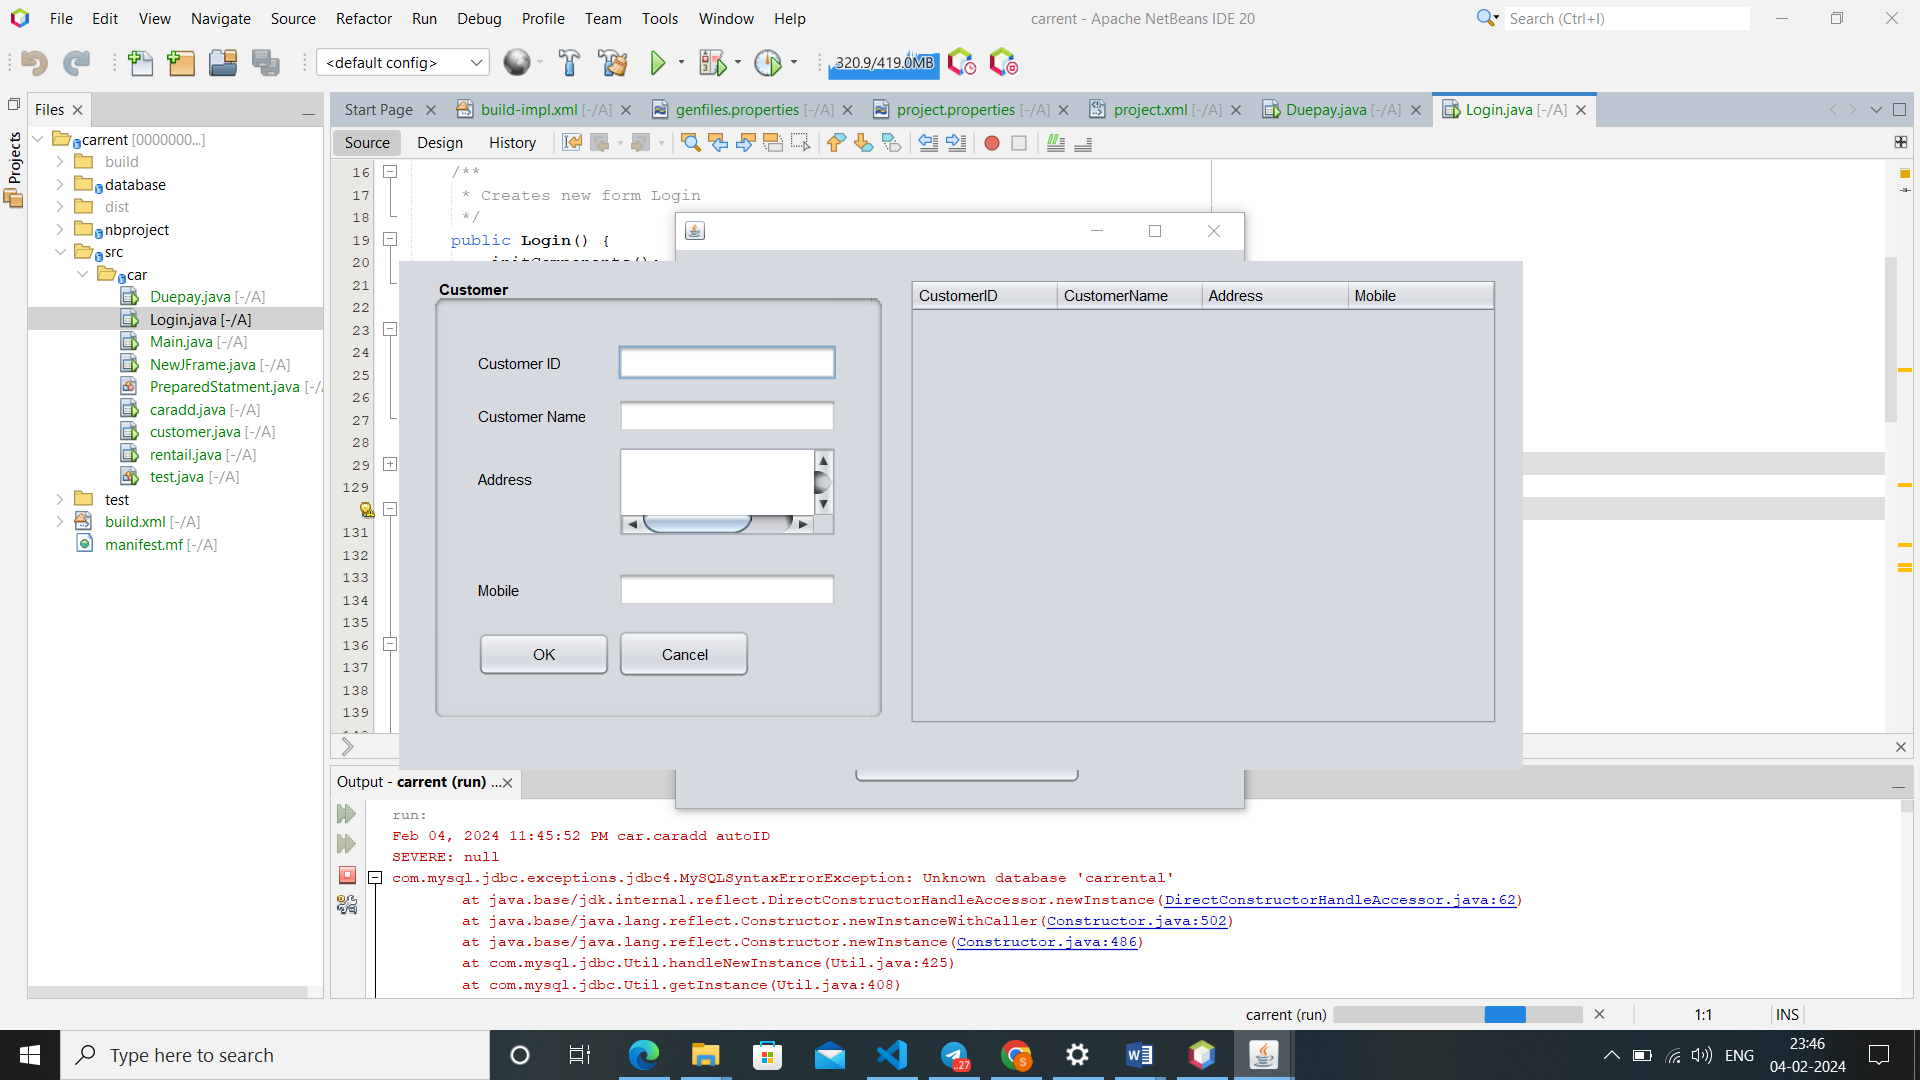 File Edit View Navigate Source Refactor Run Debug Profile Team Tools Window Help
carrent - Apache NetBeans IDE 20
Search (Ctrl+I)
<default config>
320.9/419.0MB
Projects
Files
carrent [0000000...]
build
database
dist
nbproject
src
car
Duepay.java [-/A]
Login.java [-/A]
Main.java [-/A]
NewJFrame.java [-/A]
PreparedStatment.java [-/
caradd.java [-/A]
customer.java [-/A]
rentail.java [-/A]
test.java [-/A]
test
build.xml [-/A]
manifest.mf [-/A]
Start Page build-impl.xml [-/A] genfiles.properties [-/A] project.properties [-/A] project.xml [-/A] Duepay.java [-/A] Login.java [-/A]
Source Design History
16 /**
17 * Creates new form Login
18 */
19 public Login() {
20 initComponents();
21
22
23
24
25
26
27
28
29
129
131
132
133
134
135
136
137
138
139
Customer
Customer ID
Customer Name
Address
Mobile
OK Cancel
CustomerID CustomerName Address Mobile
Output - carrent (run) ...
run:
Feb 04, 2024 11:45:52 PM car.caradd autoID
SEVERE: null
com.mysql.jdbc.exceptions.jdbc4.MySQLSyntaxErrorException: Unknown database 'carrental'
at java.base/jdk.internal.reflect.DirectConstructorHandleAccessor.newInstance(DirectConstructorHandleAccessor.java:62)
at java.base/java.lang.reflect.Constructor.newInstanceWithCaller(Constructor.java:502)
at java.base/java.lang.reflect.Constructor.newInstance(Constructor.java:486)
at com.mysql.jdbc.Util.handleNewInstance(Util.java:425)
at com.mysql.jdbc.Util.getInstance(Util.java:408)
carrent (run) 1:1 INS
Type here to search
..27
S
ENG
23:46
04-02-2024